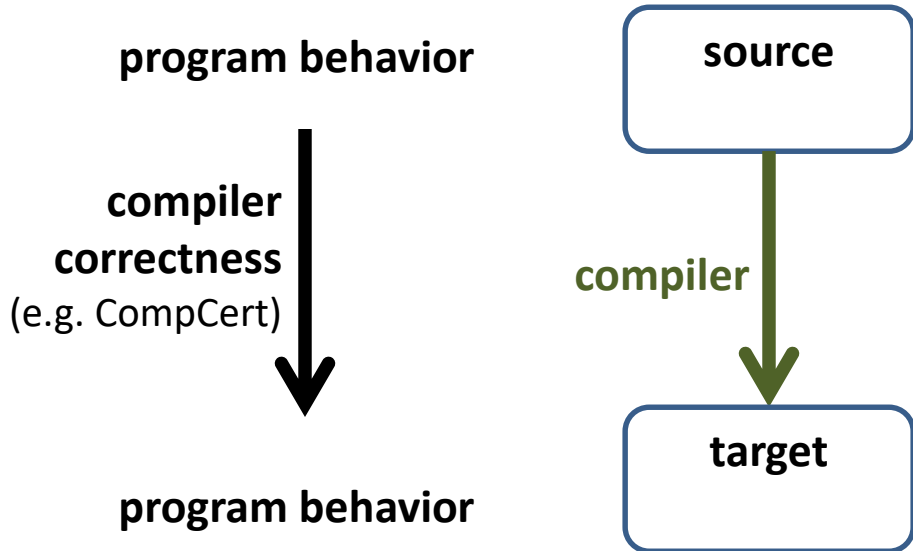 program behavior
source
compiler
correctness
(e.g. CompCert)
compiler
target
program behavior